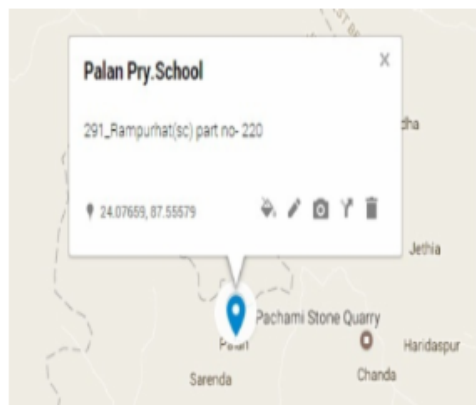 Palan Pry.School
×
291_Rampurhat(sc) part no- 220
24.07659, 87.55579
Jethia
Pachami Stone Quarry
Palan
Haridaspur
Sarenda
Chanda